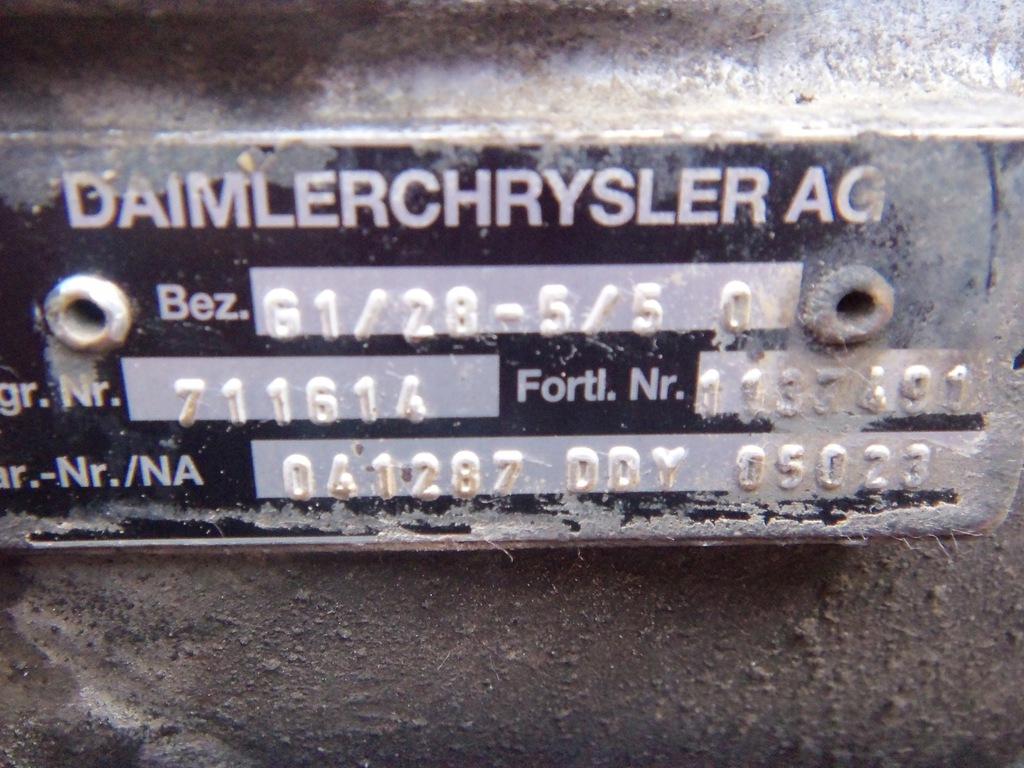 DAIMLERCHRYSLER AG
Bez. G1/28-5/5 0
gr. Nr. 711614 Fortl. Nr.
ar.-Nr./NA 041287 DDY 05023